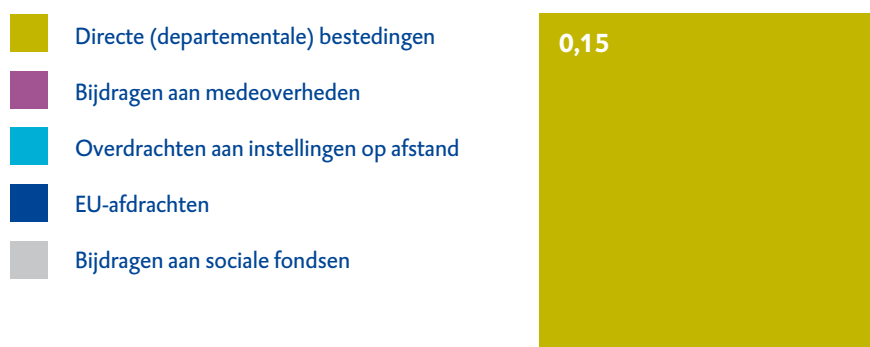 Directe (departementale) bestedingen
Bijdragen aan medeoverheden
Overdrachten aan instellingen op afstand
EU-afdrachten
Bijdragen aan sociale fondsen
0,15